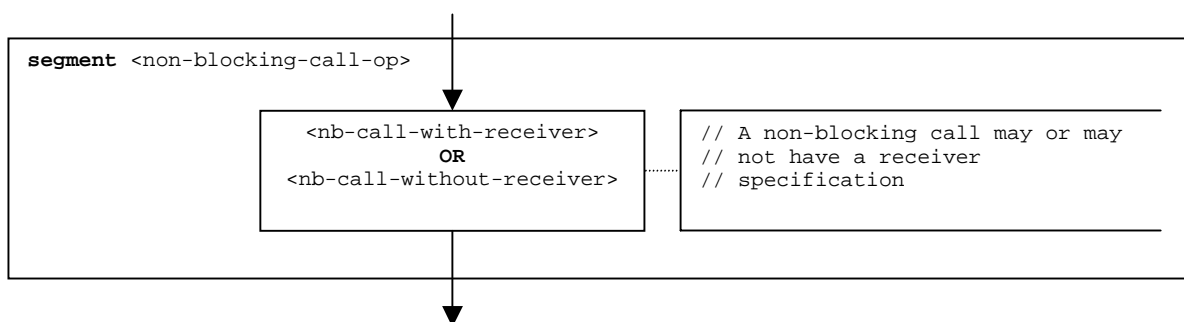 segment <non-blocking-call-op>
<nb-call-with-receiver>
OR
<nb-call-without-receiver>
// A non-blocking call may or may
// not have a receiver
// specification